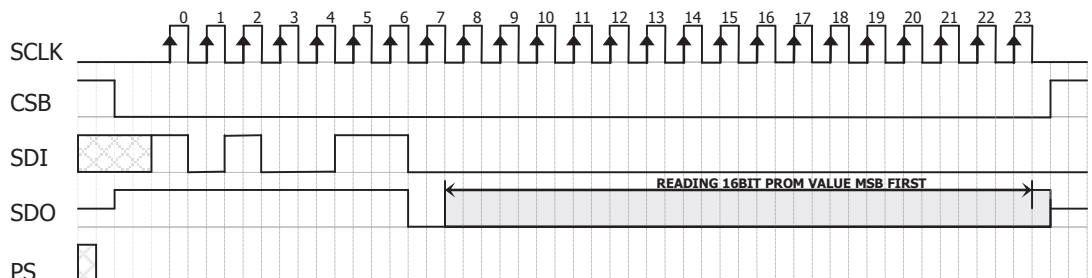 0 1 2 3 4 5 6 7 8 9 10 11 12 13 14 15 16 17 18 19 20 21 22 23
SCLK
CSB
SDI
READING 16BIT PROM VALUE MSB FIRST
SDO
PS